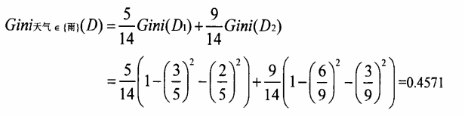 Gini天气∈{雨}(D) = 5/14 Gini(D₁) + 9/14 Gini(D₂)
= 5/14 (1 − (3/5)² − (2/5)²) + 9/14 (1 − (6/9)² − (3/9)²) =0.4571